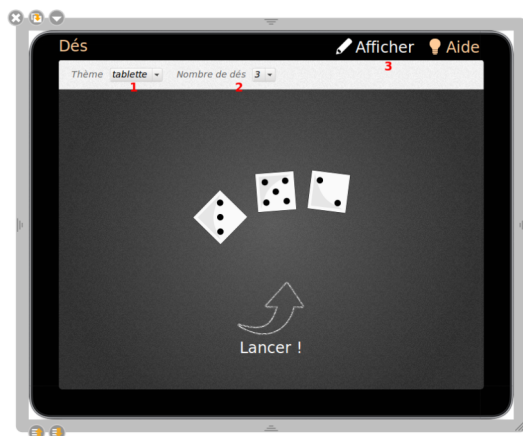 Dés Afficher Aide
3
Thème tablette Nombre de dés 3
1 2
Lancer !